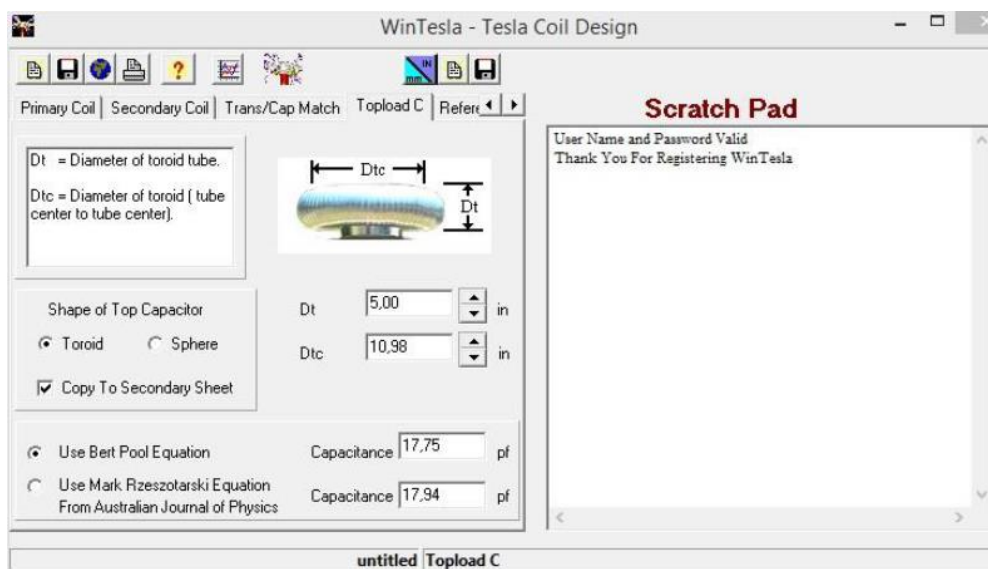 WinTesla - Tesla Coil Design
IN
mm
Primary Coil
Secondary Coil
Trans/Cap Match
Topload C
Refere
Dt = Diameter of toroid tube.
Dtc = Diameter of toroid ( tube
center to tube center).
Dtc
Dt
Shape of Top Capacitor
Toroid
Sphere
Copy To Secondary Sheet
Dt 5,00 in
Dtc 10,98 in
Use Bert Pool Equation
Capacitance 17,75 pf
Use Mark Rzeszotarski Equation
From Australian Journal of Physics
Capacitance 17,94 pf
Scratch Pad
User Name and Password Valid
Thank You For Registering WinTesla
untitled Topload C